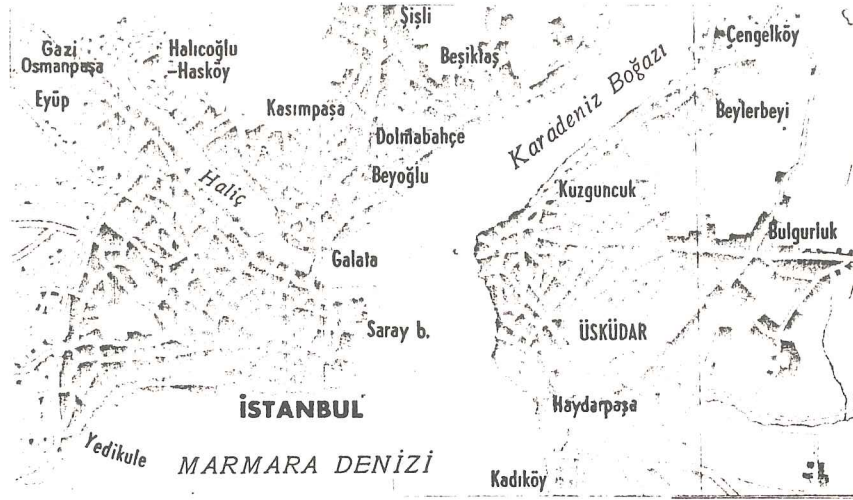 Şişli
Gazi
Osmanpaşa
Halıcoğlu
-Hasköy
Beşiktaş
Çengelköy
Eyüp
Kasımpaşa
Karadeniz Boğazı
Beylerbeyi
Dolmabahçe
Beyoğlu
Haliç
Kuzguncuk
Bulgurluk
Galata
Saray b.
ÜSKÜDAR
İSTANBUL
Haydarpaşa
Yedikule
MARMARA DENİZİ
Kadıköy